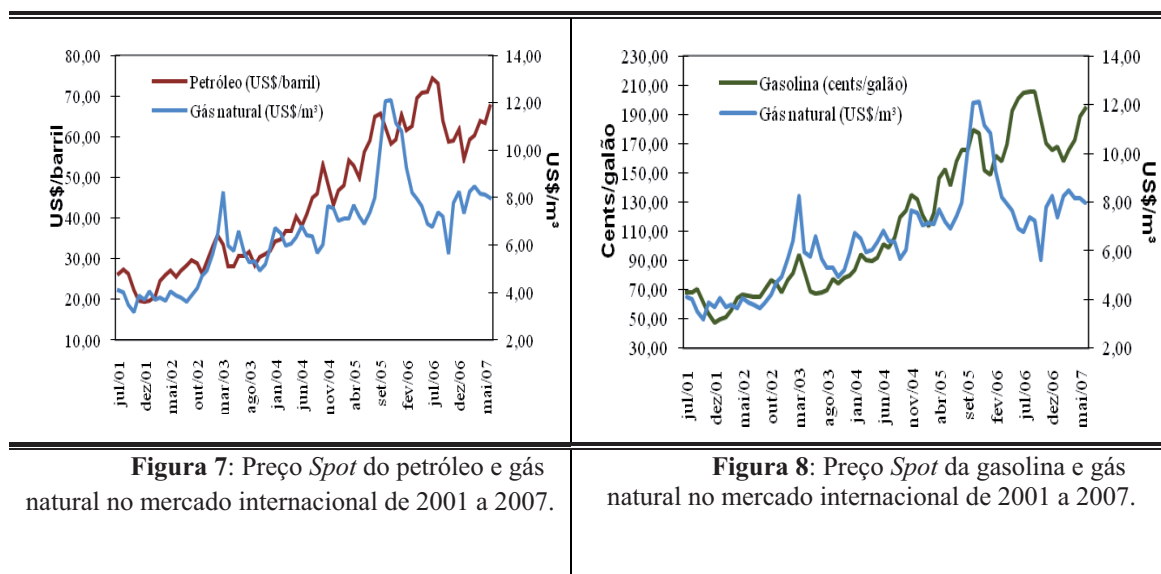 80,00
70,00
60,00
50,00
40,00
30,00
20,00
10,00
US$/barril
Petróleo (US$/barril)
Gás natural (US$/m³)
14,00
12,00
10,00
8,00
6,00
4,00
2,00
US$/m³
jul/01
dez/01
mai/02
out/02
mar/03
ago/03
jan/04
jun/04
nov/04
abr/05
set/05
fev/06
jul/06
dez/06
mai/07
230,00
210,00
190,00
170,00
150,00
130,00
110,00
90,00
70,00
50,00
30,00
Cents/galão
Gasolina (cents/galão)
Gás natural (US$/m³)
14,00
12,00
10,00
8,00
6,00
4,00
2,00
US$/m³
jul/01
dez/01
mai/02
out/02
mar/03
ago/03
jan/04
jun/04
nov/04
abr/05
set/05
fev/06
jul/06
dez/06
mai/07
Figura 7: Preço Spot do petróleo e gás
natural no mercado internacional de 2001 a 2007.
Figura 8: Preço Spot da gasolina e gás
natural no mercado internacional de 2001 a 2007.